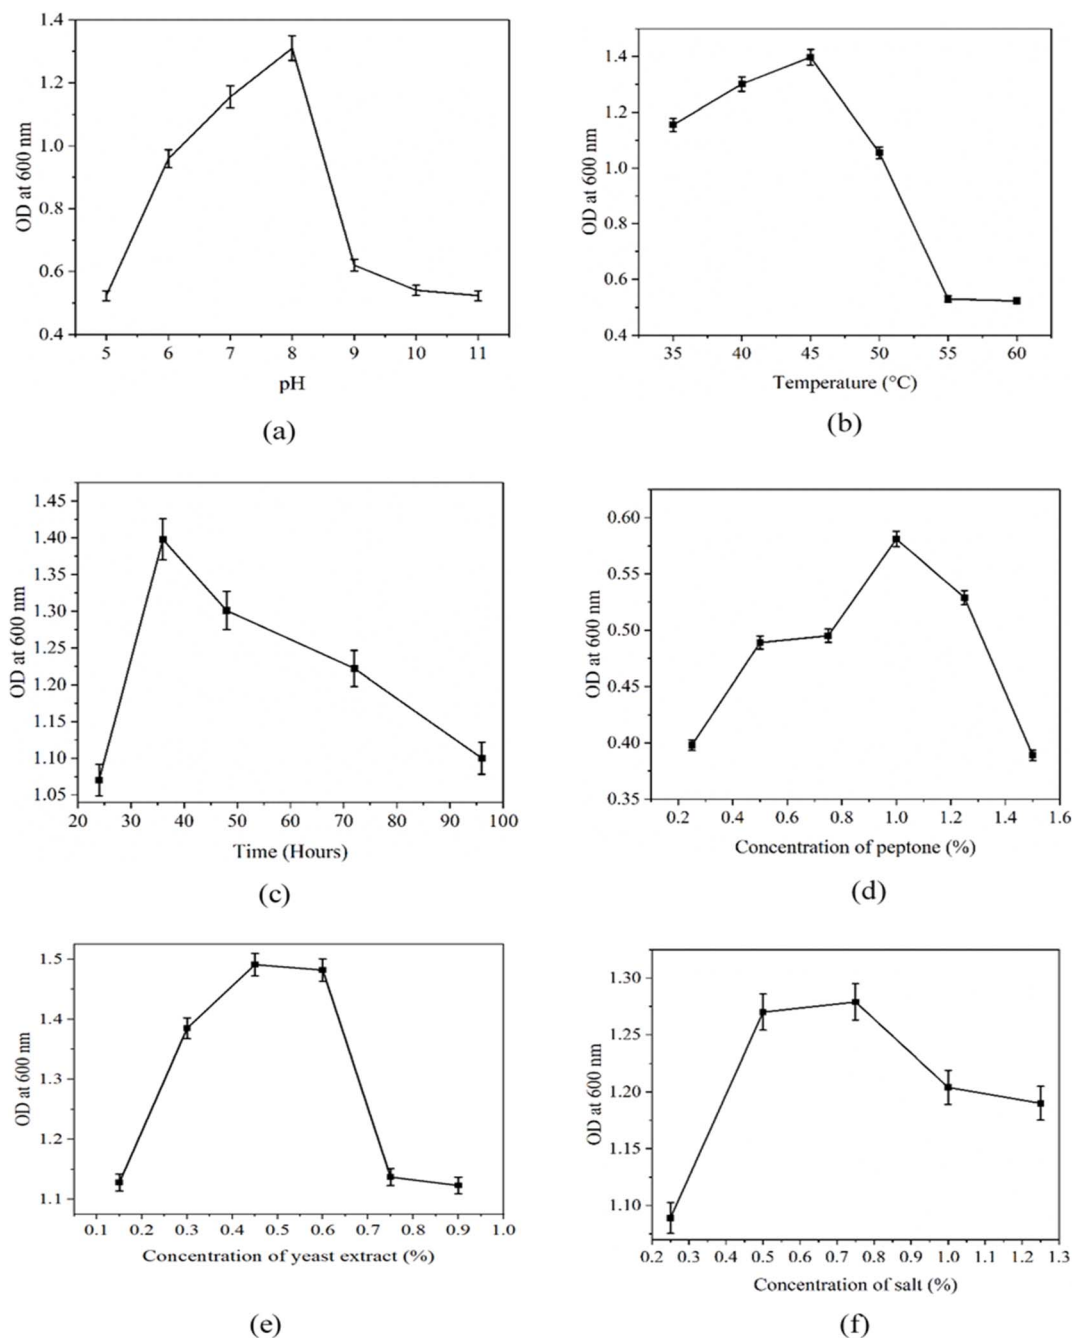 1.4
1.2
1.0
0.8
0.6
0.4
OD at 600 nm
5 6 7 8 9 10 11
pH
(a)
1.4
1.2
1.0
0.8
0.6
0.4
OD at 600 nm
35 40 45 50 55 60
Temperature (°C)
(b)
1.45
1.40
1.35
1.30
1.25
1.20
1.15
1.10
1.05
OD at 600 nm
20 30 40 50 60 70 80 90 100
Time (Hours)
(c)
0.60
0.55
0.50
0.45
0.40
0.35
OD at 600 nm
0.2 0.4 0.6 0.8 1.0 1.2 1.4 1.6
Concentration of peptone (%)
(d)
1.5
1.4
1.3
1.2
1.1
OD at 600 nm
0.1 0.2 0.3 0.4 0.5 0.6 0.7 0.8 0.9 1.0
Concentration of yeast extract (%)
(e)
1.30
1.25
1.20
1.15
1.10
OD at 600 nm
0.2 0.3 0.4 0.5 0.6 0.7 0.8 0.9 1.0 1.1 1.2 1.3
Concentration of salt (%)
(f)